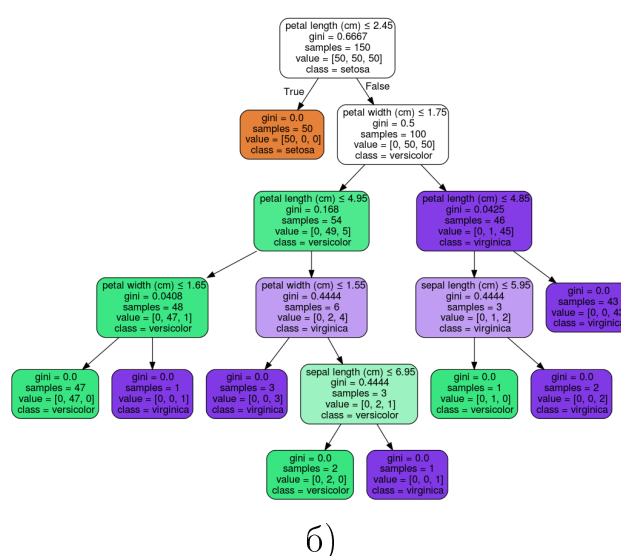 petal length (cm) ≤ 2.45
gini = 0.6667
samples = 150
value = [50, 50, 50]
class = setosa
True
False
gini = 0.0
samples = 50
value = [50, 0, 0]
class = setosa
petal width (cm) ≤ 1.75
gini = 0.5
samples = 100
value = [0, 50, 50]
class = versicolor
petal length (cm) ≤ 4.95
gini = 0.168
samples = 54
value = [0, 49, 5]
class = versicolor
petal length (cm) ≤ 4.85
gini = 0.0425
samples = 46
value = [0, 1, 45]
class = virginica
petal width (cm) ≤ 1.65
gini = 0.0408
samples = 48
value = [0, 47, 1]
class = versicolor
petal width (cm) ≤ 1.55
gini = 0.4444
samples = 6
value = [0, 2, 4]
class = virginica
sepal length (cm) ≤ 5.95
gini = 0.4444
samples = 3
value = [0, 1, 2]
class = virginica
gini = 0.0
samples = 43
value = [0, 0, 43
class = virginica
gini = 0.0
samples = 47
value = [0, 47, 0]
class = versicolor
gini = 0.0
samples = 1
value = [0, 0, 1]
class = virginica
gini = 0.0
samples = 3
value = [0, 0, 3]
class = virginica
sepal length (cm) ≤ 6.95
gini = 0.4444
samples = 3
value = [0, 2, 1]
class = versicolor
gini = 0.0
samples = 1
value = [0, 1, 0]
class = versicolor
gini = 0.0
samples = 2
value = [0, 0, 2]
class = virginica
gini = 0.0
samples = 2
value = [0, 2, 0]
class = versicolor
gini = 0.0
samples = 1
value = [0, 0, 1]
class = virginica
б)